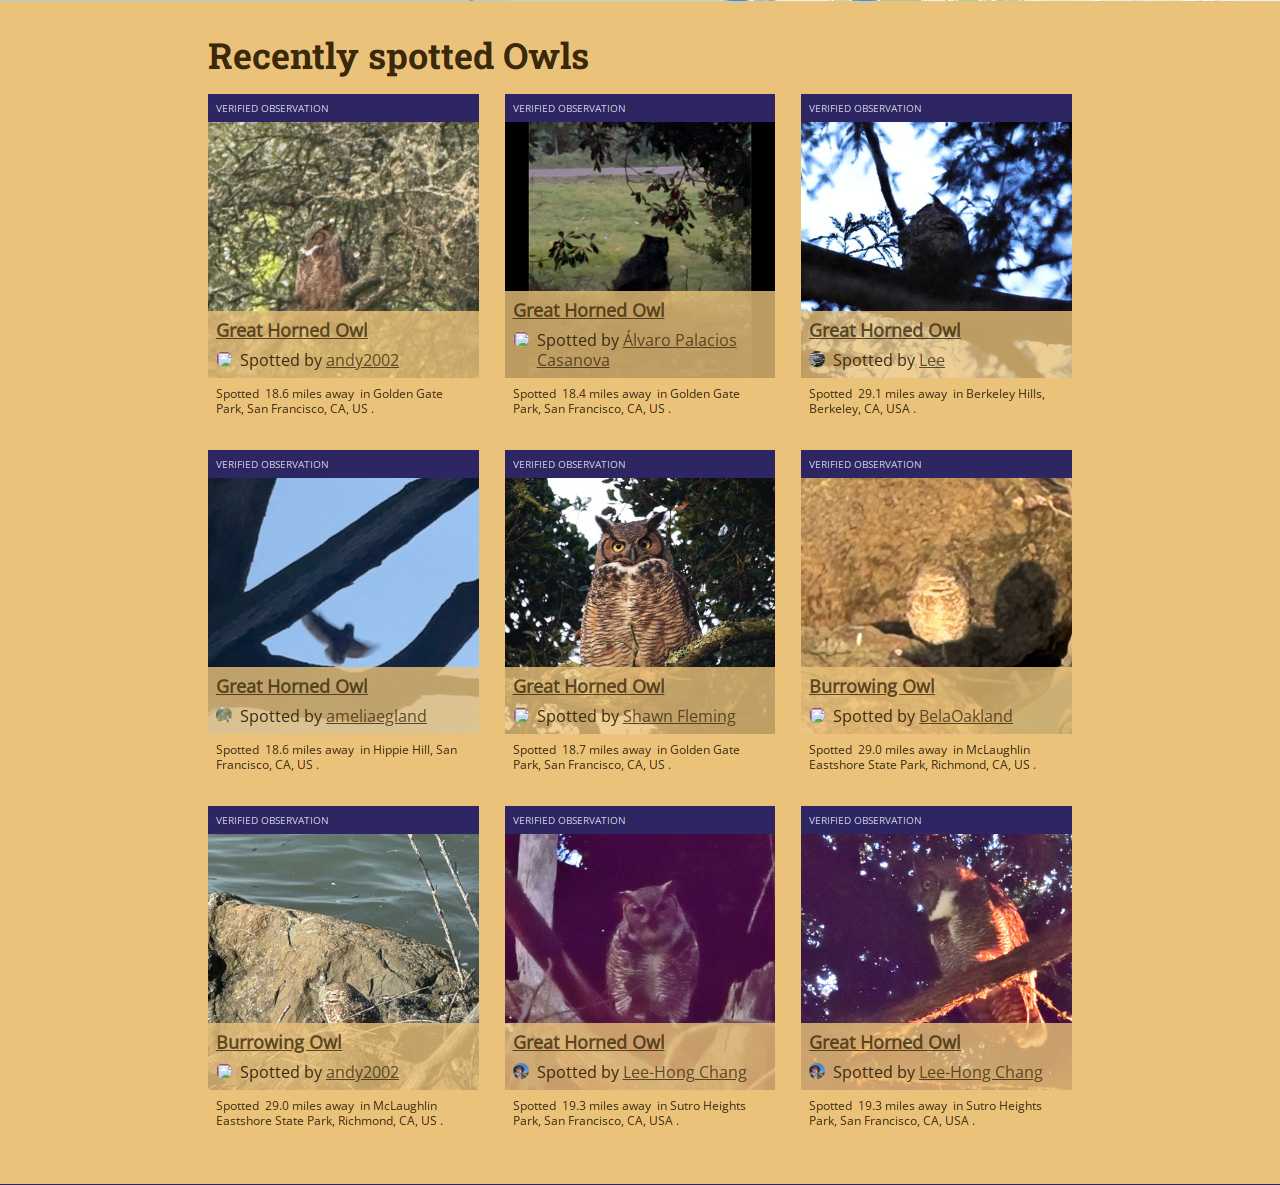 Recently spotted Owls
VERIFIED OBSERVATION
Great Horned Owl
Spotted by andy2002
Spotted 18.6 miles away in Golden Gate
Park, San Francisco, CA, US .
VERIFIED OBSERVATION
Great Horned Owl
Spotted by Álvaro Palacios
Casanova
Spotted 18.4 miles away in Golden Gate
Park, San Francisco, CA, US .
VERIFIED OBSERVATION
Great Horned Owl
Spotted by Lee
Spotted 29.1 miles away in Berkeley Hills,
Berkeley, CA, USA .
VERIFIED OBSERVATION
Great Horned Owl
Spotted by ameliaegland
Spotted 18.6 miles away in Hippie Hill, San
Francisco, CA, US .
VERIFIED OBSERVATION
Great Horned Owl
Spotted by Shawn Fleming
Spotted 18.7 miles away in Golden Gate
Park, San Francisco, CA, US .
VERIFIED OBSERVATION
Burrowing Owl
Spotted by BelaOakland
Spotted 29.0 miles away in McLaughlin
Eastshore State Park, Richmond, CA, US .
VERIFIED OBSERVATION
Burrowing Owl
Spotted by andy2002
Spotted 29.0 miles away in McLaughlin
Eastshore State Park, Richmond, CA, US .
VERIFIED OBSERVATION
Great Horned Owl
Spotted by Lee-Hong Chang
Spotted 19.3 miles away in Sutro Heights
Park, San Francisco, CA, USA .
VERIFIED OBSERVATION
Great Horned Owl
Spotted by Lee-Hong Chang
Spotted 19.3 miles away in Sutro Heights
Park, San Francisco, CA, USA .